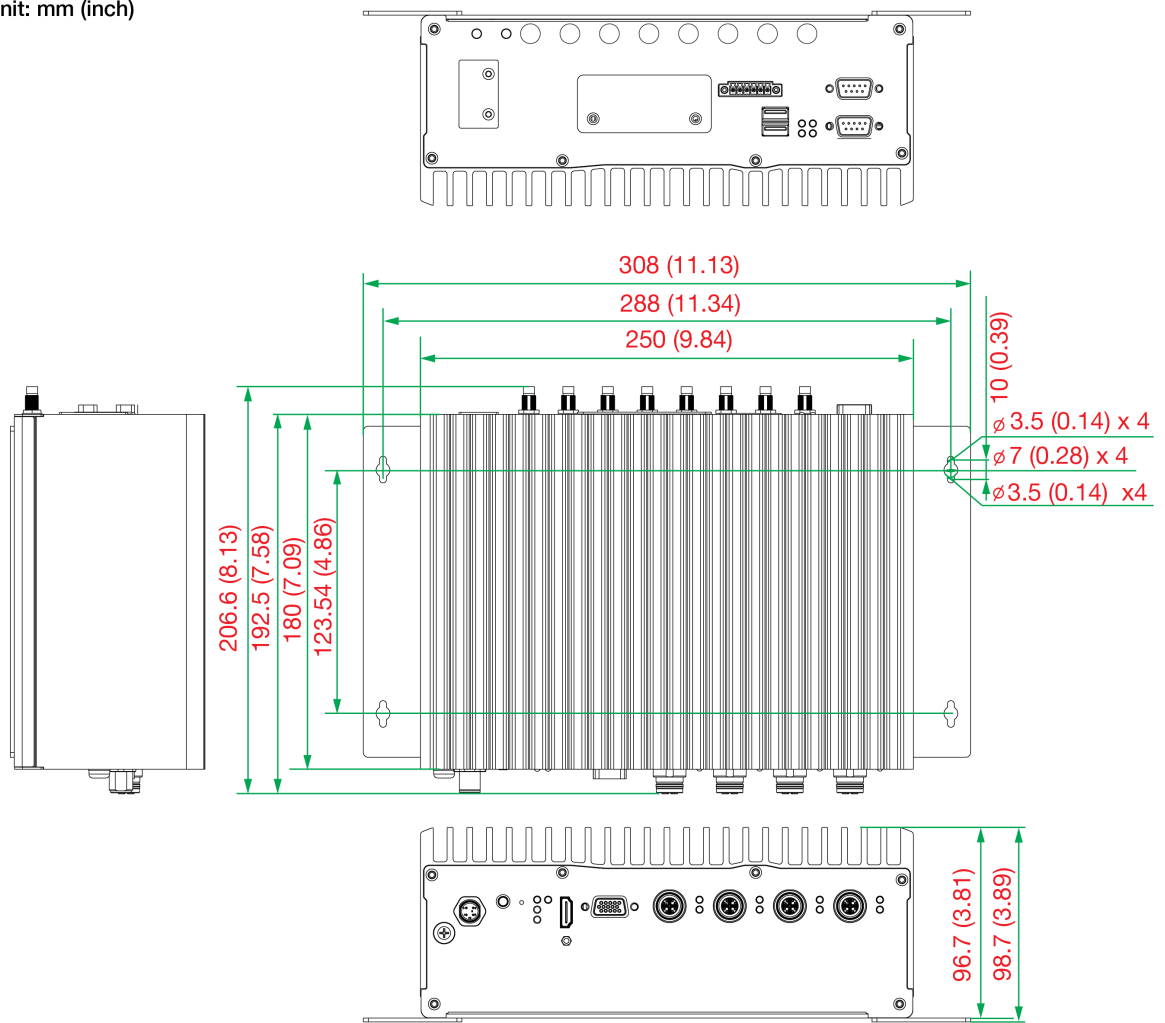 nit: mm (inch)
308 (11.13)
288 (11.34)
250 (9.84)
10 (0.39)
⌀ 3.5 (0.14) x 4
⌀ 7 (0.28) x 4
⌀ 3.5 (0.14) x4
206.6 (8.13)
192.5 (7.58)
180 (7.09)
123.54 (4.86)
96.7 (3.81)
98.7 (3.89)